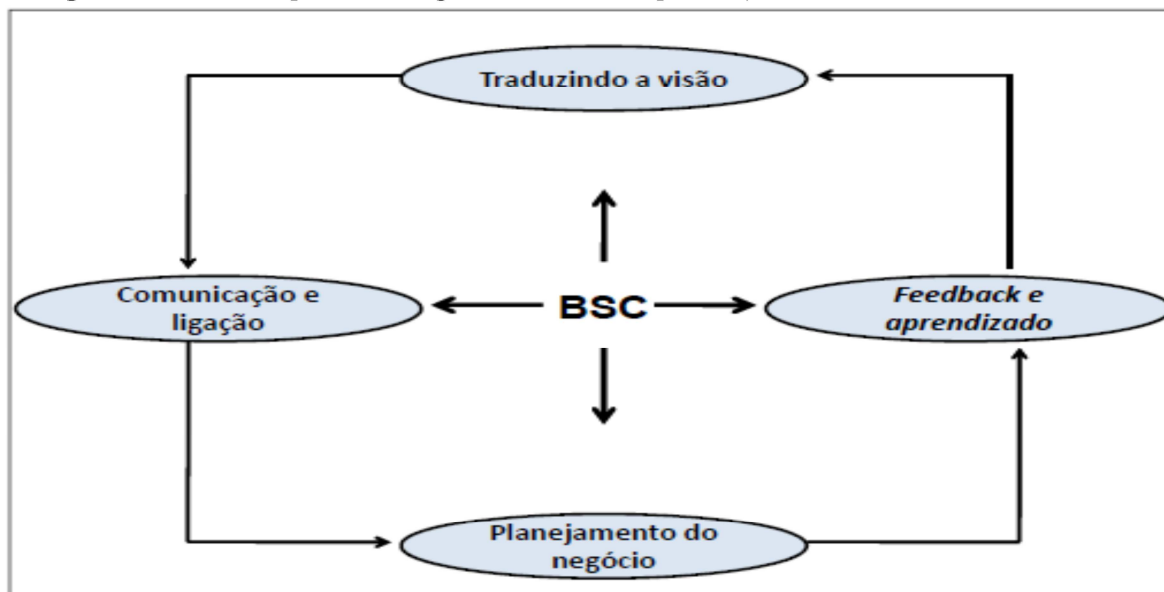 Traduzindo a visão
Comunicação e
ligação
BSC
Feedback e
aprendizado
Planejamento do
negócio